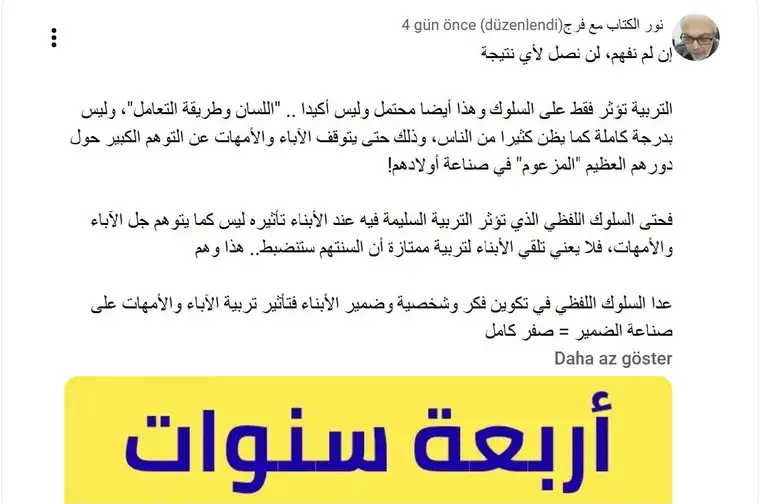 نور الكتاب مع فرج 4 gün önce (düzenlendi)
إن لم نفهم، لن نصل لأي نتيجة
التربية تؤثر فقط على السلوك وهذا أيضا محتمل وليس أكيدا .. "اللسان وطريقة التعامل"، وليس
بدرجة كاملة كما يظن كثيرا من الناس، وذلك حتى يتوقف الآباء والأمهات عن التوهم الكبير حول
دورهم العظيم "المزعوم" في صناعة أولادهم!
فحتى السلوك اللفظي الذي تؤثر التربية السليمة فيه عند الأبناء تأثيره ليس كما يتوهم جل الآباء
والأمهات، فلا يعني تلقي الأبناء لتربية ممتازة أن السنتهم ستنضبط.. هذا وهم
عدا السلوك اللفظي في تكوين فكر وشخصية وضمير الأبناء فتأثير تربية الآباء والأمهات على
صناعة الضمير = صفر كامل
Daha az göster
أربعة سنوات